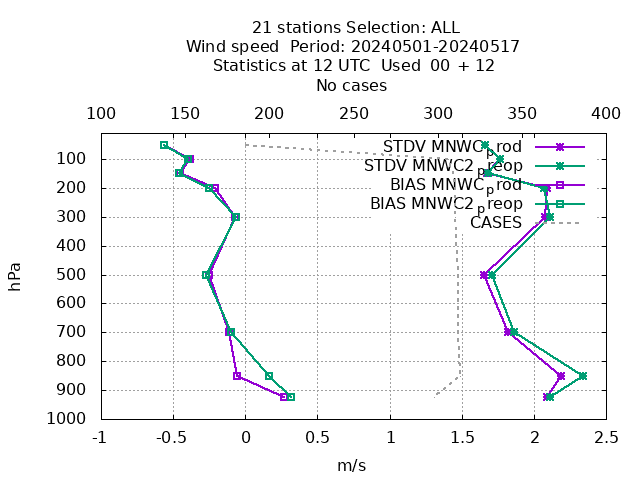 21 stations Selection: ALL
Wind speed  Period: 20240501-20240517
Statistics at 12 UTC  Used  00 + 12
No cases
100 150 200 250 300 350 400
STDV MNWC_prod
STDV MNWC2_preop
BIAS MNWC_prod
BIAS MNWC2_preop
CASES
100
200
300
400
500
600
700
800
900
1000
hPa
-1 -0.5 0 0.5 1 1.5 2 2.5
m/s